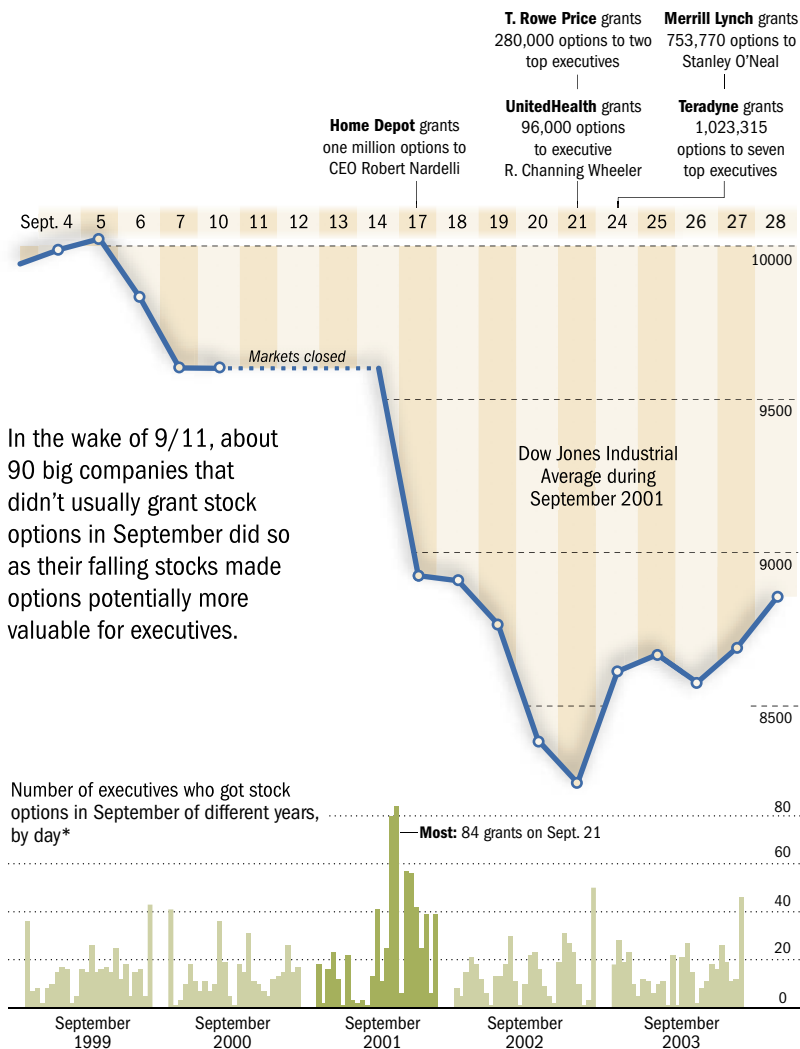 T. Rowe Price grants
280,000 options to two
top executives
Merrill Lynch grants
753,770 options to
Stanley O’Neal
Home Depot grants
one million options to
CEO Robert Nardelli
UnitedHealth grants
96,000 options
to executive
R. Channing Wheeler
Teradyne grants
1,023,315
options to seven
top executives
Sept. 4 5 6 7 10 11 12 13 14 17 18 19 20 21 24 25 26 27 28
10000
Markets closed
9500
In the wake of 9/11, about
90 big companies that
didn’t usually grant stock
options in September did so
as their falling stocks made
options potentially more
valuable for executives.
Dow Jones Industrial
Average during
September 2001
9000
8500
Number of executives who got stock
options in September of different years,
by day*
80
Most: 84 grants on Sept. 21
60
40
20
0
September
1999
September
2000
September
2001
September
2002
September
2003